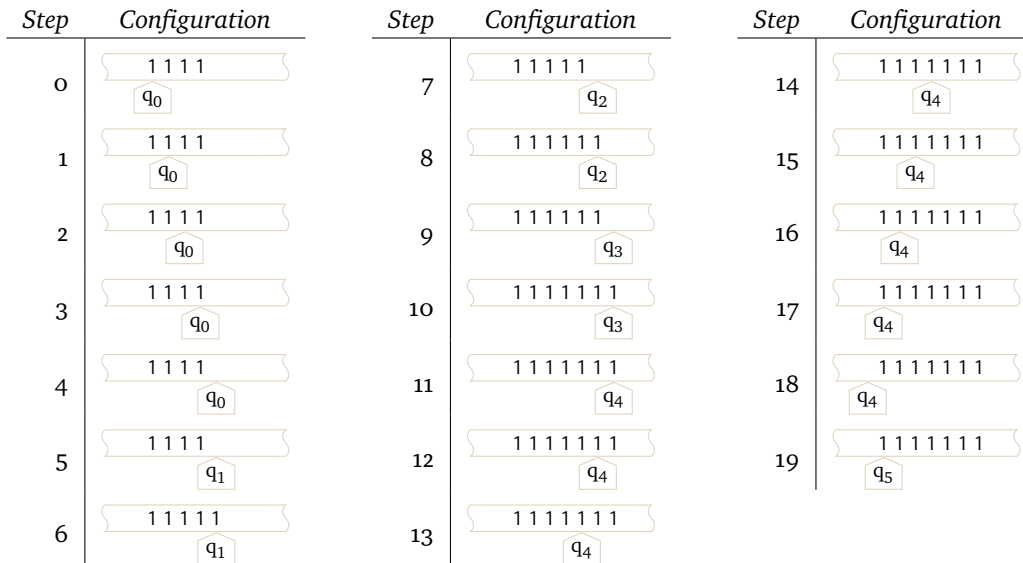 Step Configuration
0 1 1 1 1
q0
1 1 1 1 1
q0
2 1 1 1 1
q0
3 1 1 1 1
q0
4 1 1 1 1
q0
5 1 1 1 1
q1
6 1 1 1 1 1
q1
Step Configuration
7 1 1 1 1 1
q2
8 1 1 1 1 1 1
q2
9 1 1 1 1 1 1
q3
10 1 1 1 1 1 1 1
q3
11 1 1 1 1 1 1 1
q4
12 1 1 1 1 1 1 1
q4
13 1 1 1 1 1 1 1
q4
Step Configuration
14 1 1 1 1 1 1 1
q4
15 1 1 1 1 1 1 1
q4
16 1 1 1 1 1 1 1
q4
17 1 1 1 1 1 1 1
q4
18 1 1 1 1 1 1 1
q4
19 1 1 1 1 1 1 1
q5